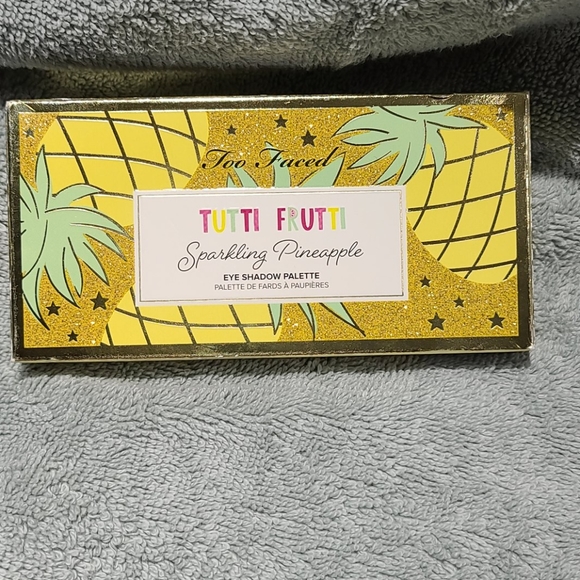 Too Faced
TUTTI FRUTTI
Sparkling Pineapple
EYE SHADOW PALETTE
PALETTE DE FARDS À PAUPIÈRES